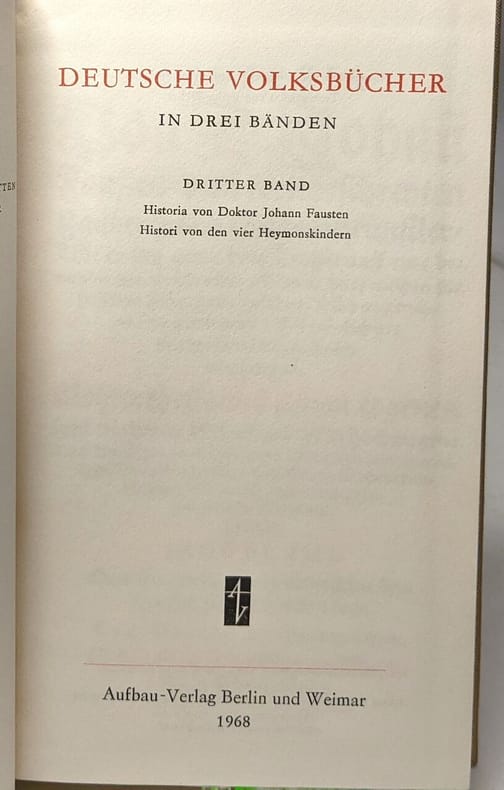 DEUTSCHE VOLKSBÜCHER
IN DREI BÄNDEN
DRITTER BAND
Historia von Doktor Johann Fausten
Histori von den vier Heymonskindern
AV
Aufbau-Verlag Berlin und Weimar
1968